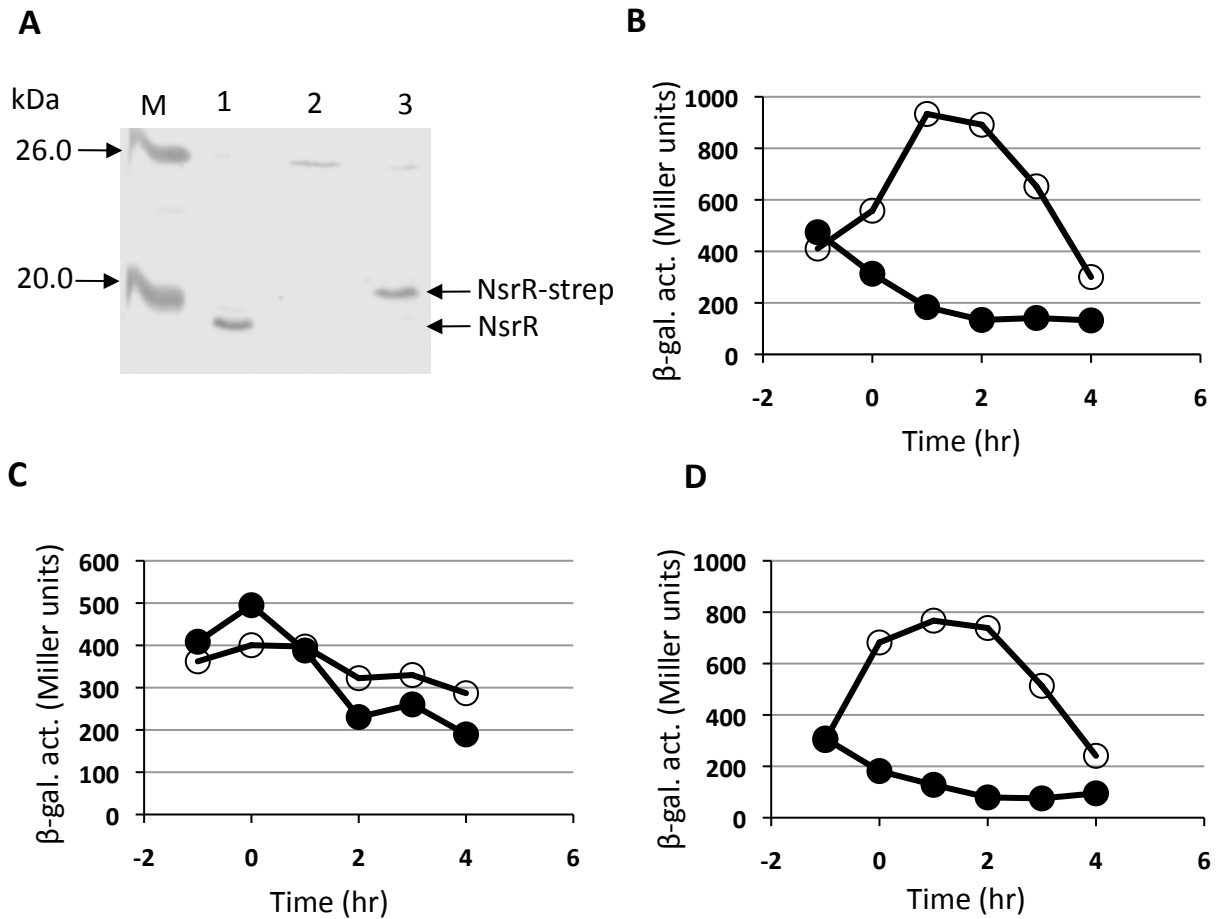 A
kDa
M 1 2 3
26.0
20.0
NsrR-strep
NsrR
B
β-gal. act. (Miller units)
1000
800
600
400
200
0
-2 0 2 4 6
Time (hr)
C
β-gal. act. (Miller units)
600
500
400
300
200
100
0
-2 0 2 4 6
Time (hr)
D
β-gal. act. (Miller units)
1000
800
600
400
200
0
-2 0 2 4 6
Time (hr)